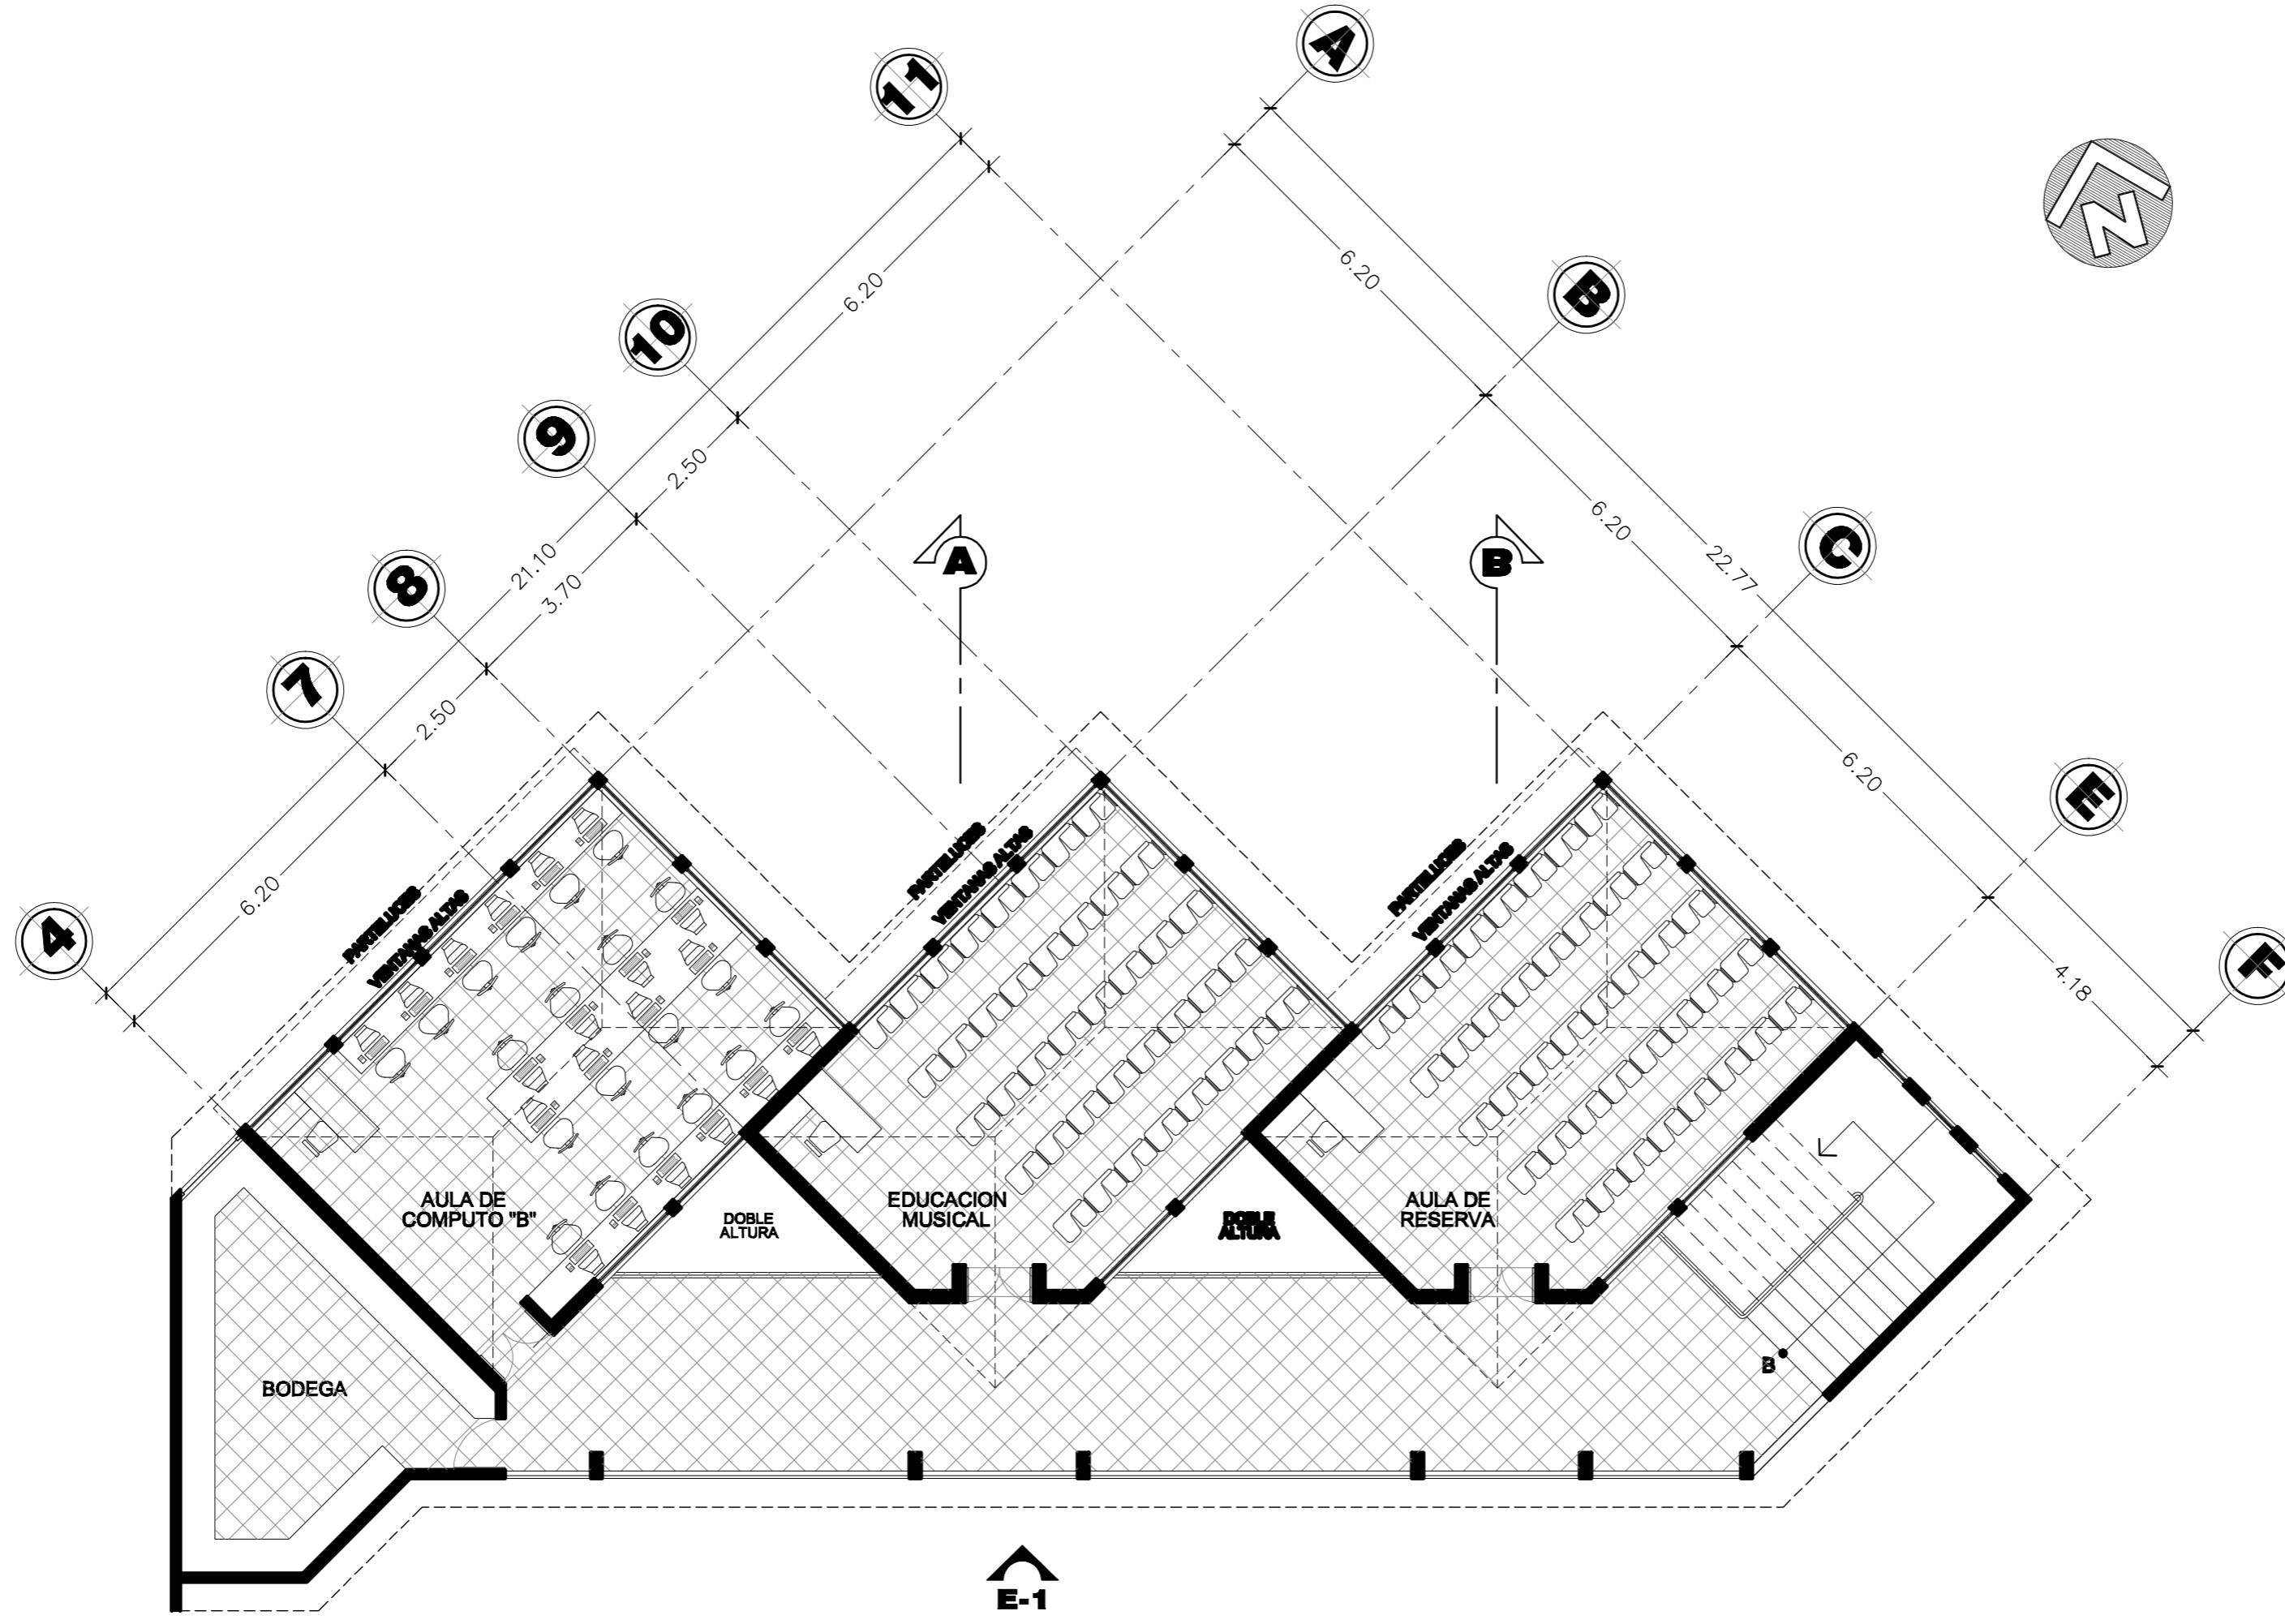 11
A
N
B
10
6.20
6.20
9
2.50
C
8
21.10
3.70
A
B
6.20
22.77
7
2.50
6.20
E
4
6.20
PARTELUCES
VENTANAS ALTAS
PARTELUCES
VENTANAS ALTAS
PARTELUCES
VENTANAS ALTAS
4.18
F
AULA DE
COMPUTO "B"
DOBLE
ALTURA
EDUCACION
MUSICAL
DOBLE
ALTURA
AULA DE
RESERVA
BODEGA
B
E-1